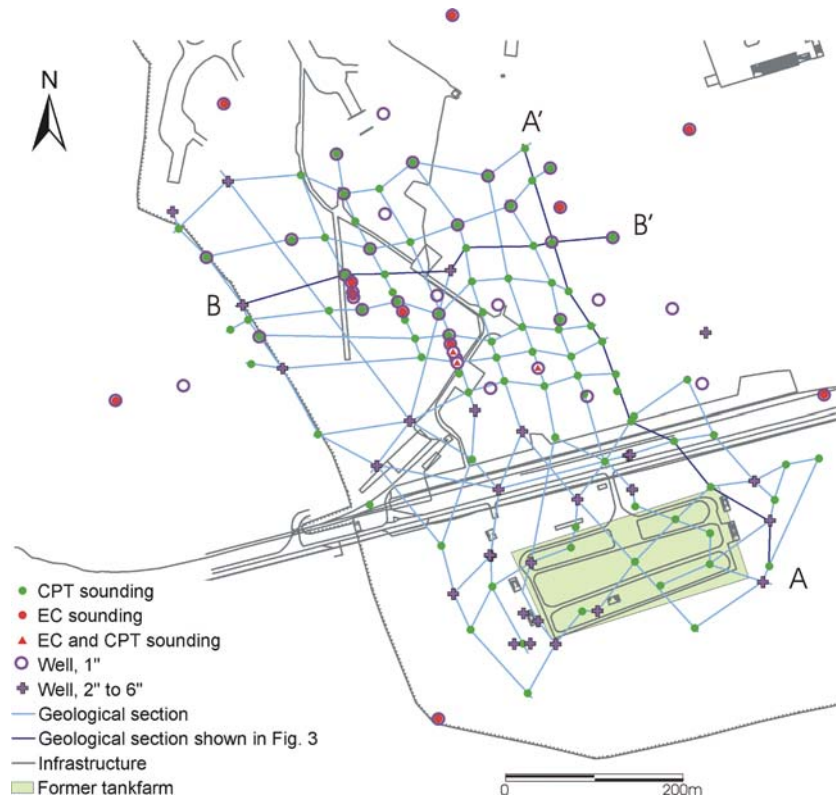 N
A'
B'
B
A
CPT sounding
EC sounding
EC and CPT sounding
Well, 1"
Well, 2" to 6"
Geological section
Geological section shown in Fig. 3
Infrastructure
Former tankfarm
0 200m